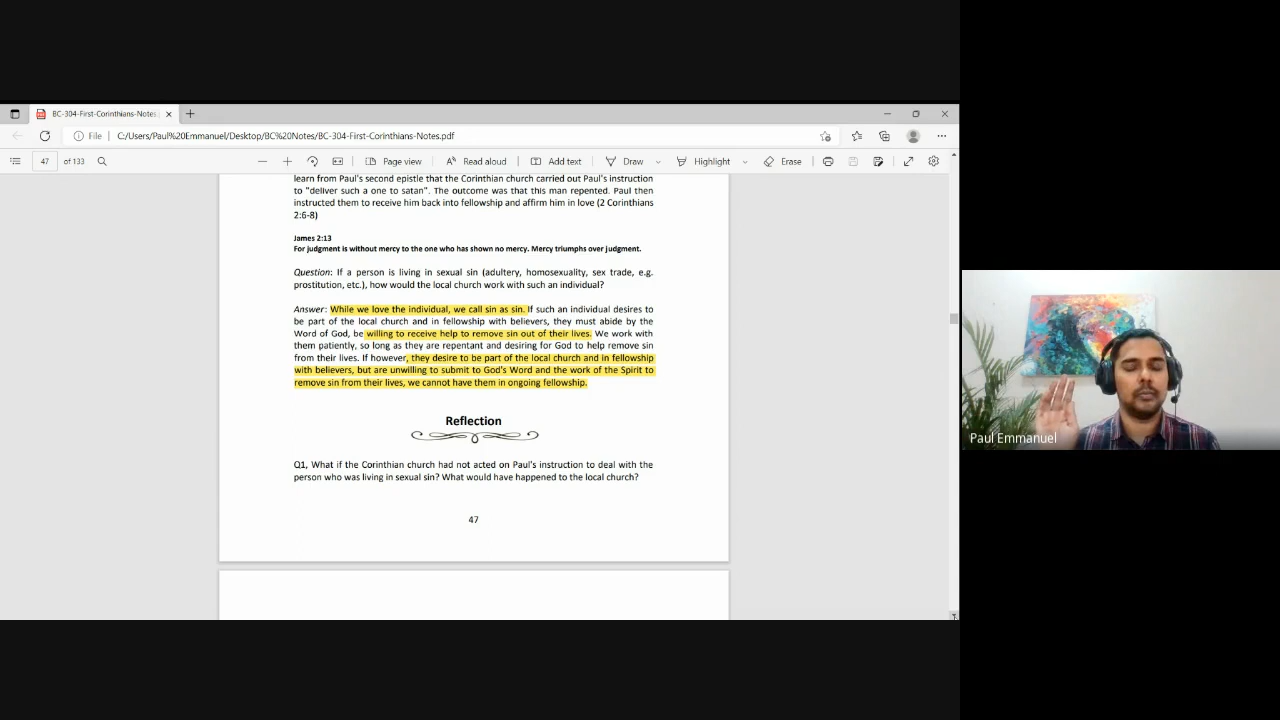 BC-304-First-Corinthians-Notes
File
C:/Users/Paul%20Emmanuel/Desktop/BC%20Notes/BC-304-First-Corinthians-Notes.pdf
47 of 133
Page view
Read aloud
Add text
Draw
Highlight
Erase
learn from Paul's second epistle that the Corinthian church carried out Paul's instruction
to "deliver such a one to satan". The outcome was that this man repented. Paul then
instructed them to receive him back into fellowship and affirm him in love (2 Corinthians
2:6-8)
James 2:13
For judgment is without mercy to the one who has shown no mercy. Mercy triumphs over judgment.
Question: If a person is living in sexual sin (adultery, homosexuality, sex trade, e.g.
prostitution, etc.), how would the local church work with such an individual?
Answer: While we love the individual, we call sin as sin. If such an individual desires to
be part of the local church and in fellowship with believers, they must abide by the
Word of God, be willing to receive help to remove sin out of their lives. We work with
them patiently, so long as they are repentant and desiring for God to help remove sin
from their lives. If however, they desire to be part of the local church and in fellowship
with believers, but are unwilling to submit to God's Word and the work of the Spirit to
remove sin from their lives, we cannot have them in ongoing fellowship.
Reflection
Q1, What if the Corinthian church had not acted on Paul's instruction to deal with the
person who was living in sexual sin? What would have happened to the local church?
47
Paul Emmanuel